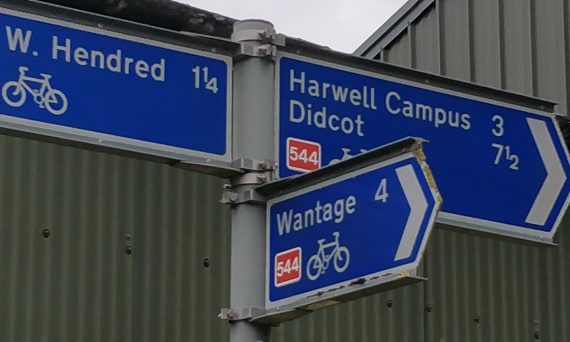 W. Hendred 1¼
Harwell Campus 3
Didcot 7½
544
Wantage 4
544